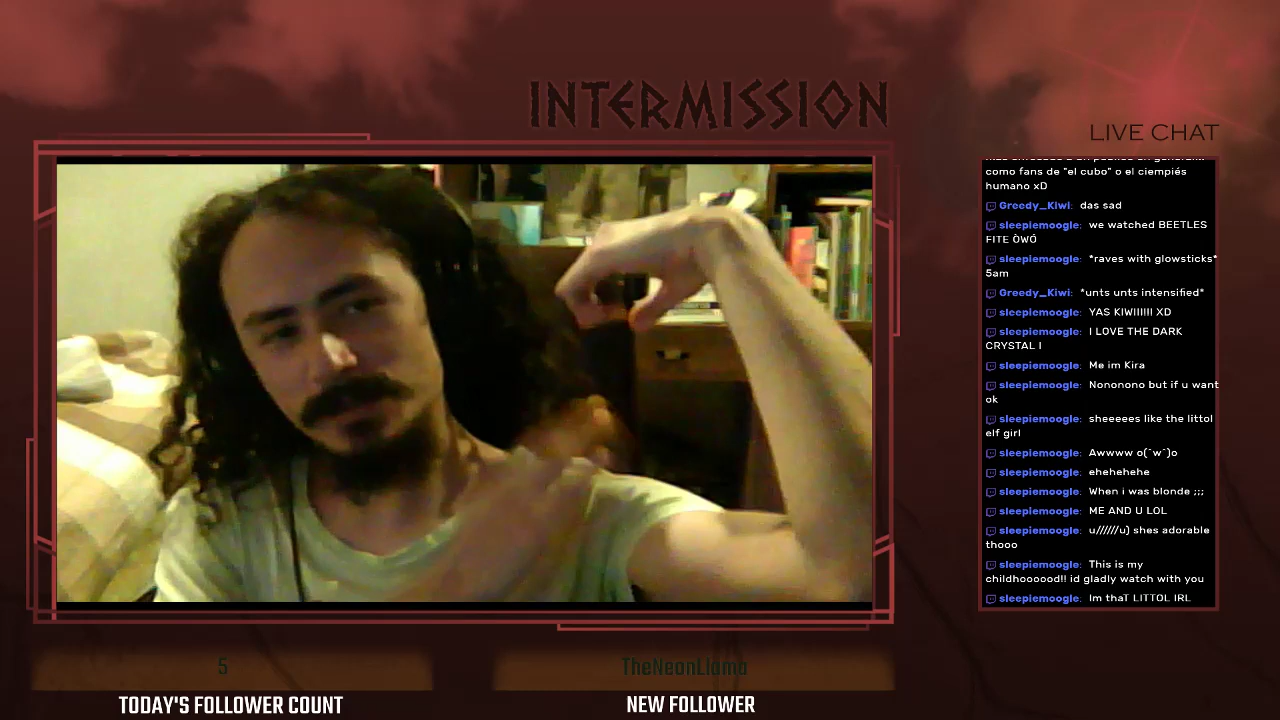 INTERMISSION
LIVE CHAT
como fans de "el cubo" o el ciempiés
humano xD
Greedy_Kiwi: das sad
sleepiemoogle: we watched BEETLES
FITE ÒWÓ
sleepiemoogle: *raves with glowsticks*
5am
Greedy_Kiwi: *unts unts intensified*
sleepiemoogle: YAS KIWIIIIII XD
sleepiemoogle: I LOVE THE DARK
CRYSTAL I
sleepiemoogle: Me im Kira
sleepiemoogle: Nonononono but if u want
ok
sleepiemoogle: sheeeees like the littol
elf girl
sleepiemoogle: Awwww o(˘w˘)o
sleepiemoogle: ehehehehe
sleepiemoogle: When i was blonde ;;;
sleepiemoogle: ME AND U LOL
sleepiemoogle: u//////u) shes adorable
thooo
sleepiemoogle: This is my
childhoooood!! id gladly watch with you
sleepiemoogle: Im thaT LITTOL IRL
5
TheNeonLlama
TODAY'S FOLLOWER COUNT
NEW FOLLOWER